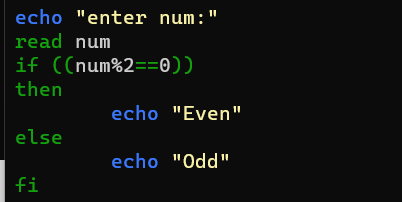 echo "enter num:"
read num
if ((num%2==0))
then
        echo "Even"
else
        echo "Odd"
fi